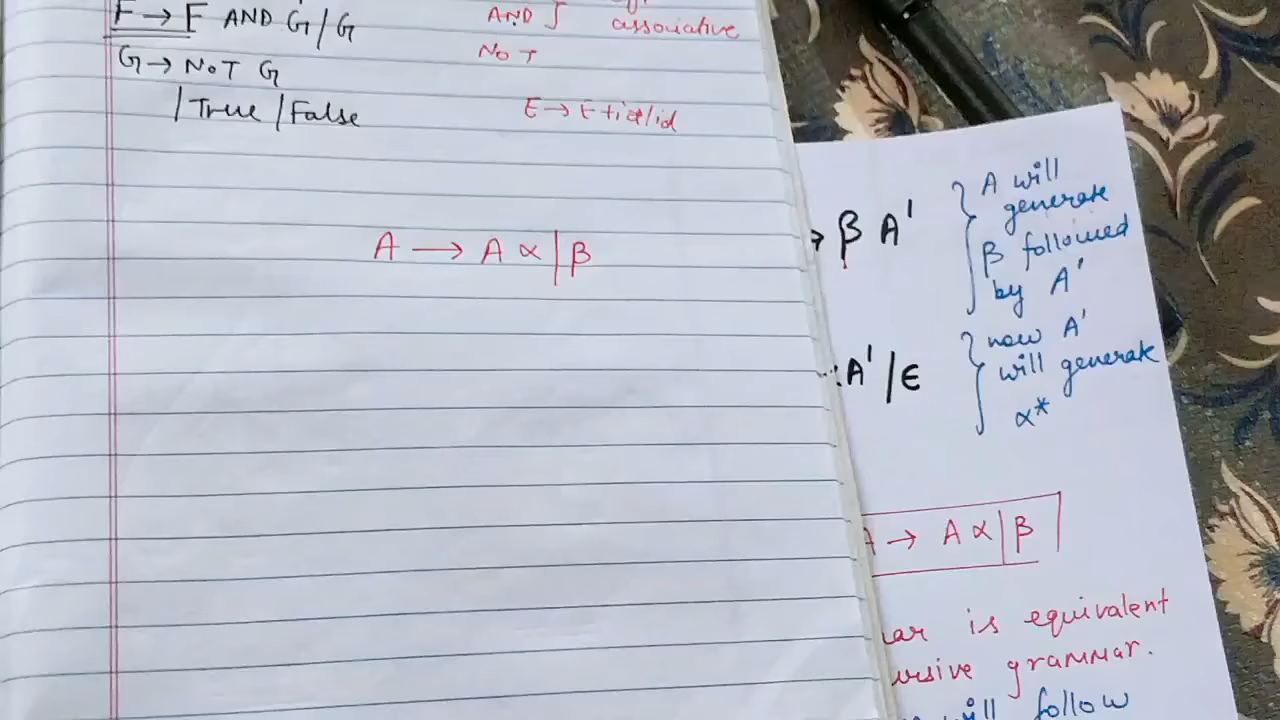 F → F AND G/G
G → NOT G
/True /False
AND
associative
NOT
E → E + id/id
A → A α | β
→ β A'
A will
generate
β followed
by A'
A' / ϵ
now A'
will generate
α*
→ A α | β
is equivalent
grammar.
will follow